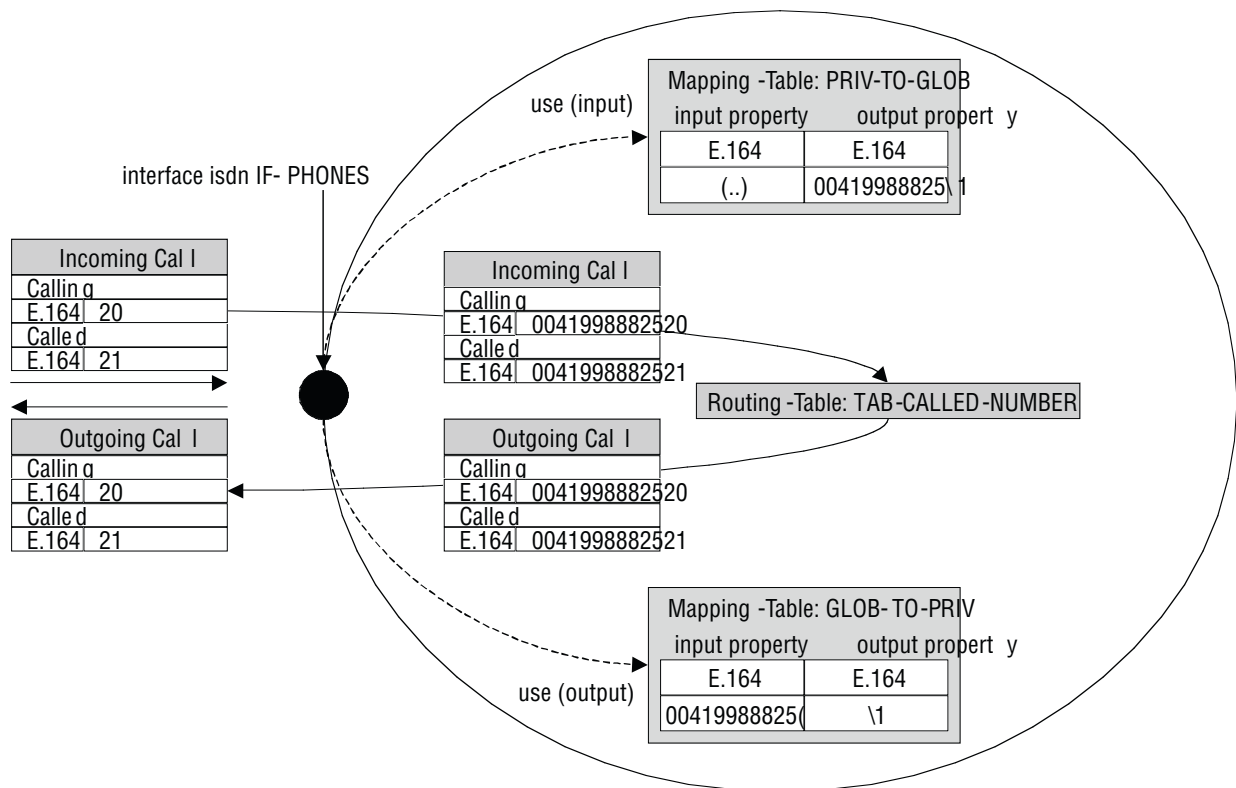 Mapping -Table: PRIV-TO-GLOB
use (input)
input property output propert y
E.164 E.164
(..) 00419988825\ 1
interface isdn IF- PHONES
Incoming Cal l
Callin g
E.164 20
Calle d
E.164 21
Incoming Cal l
Callin g
E.164 0041998882520
Calle d
E.164 0041998882521
Routing -Table: TAB-CALLED-NUMBER
Outgoing Cal l
Callin g
E.164 20
Calle d
E.164 21
Outgoing Cal l
Callin g
E.164 0041998882520
Calle d
E.164 0041998882521
Mapping -Table: GLOB- TO-PRIV
input property output propert y
E.164 E.164
use (output)
00419988825( \1